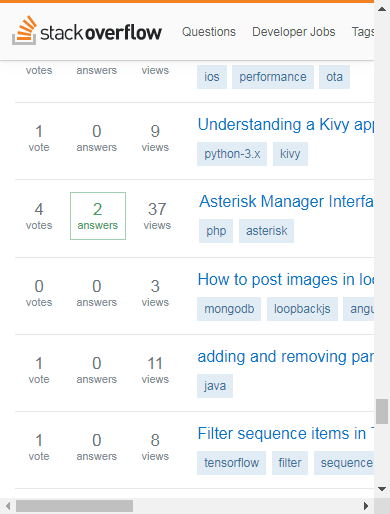 stackoverflow Questions Developer Jobs Tags
votes answers views
ios performance ota
1 0 9 Understanding a Kivy app
vote answers views
python-3.x kivy
4 2 37 Asterisk Manager Interfa
votes answers views
php asterisk
0 0 3 How to post images in loo
votes answers views
mongodb loopbackjs angu
1 0 11 adding and removing pan
vote answers views
java
1 0 8 Filter sequence items in T
vote answers views
tensorflow filter sequence